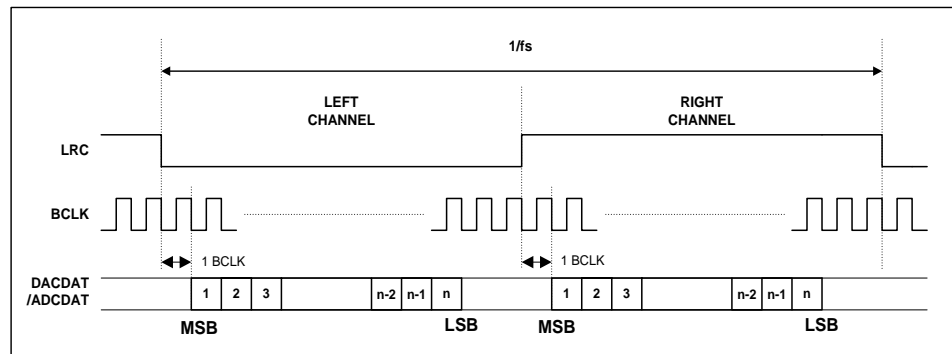 1/fs
LEFT
CHANNEL
RIGHT
CHANNEL
LRC
BCLK
1 BCLK
1 BCLK
DACDAT
/ADCDAT
1 2 3 n-2 n-1 n 1 2 3 n-2 n-1 n
MSB LSB MSB LSB